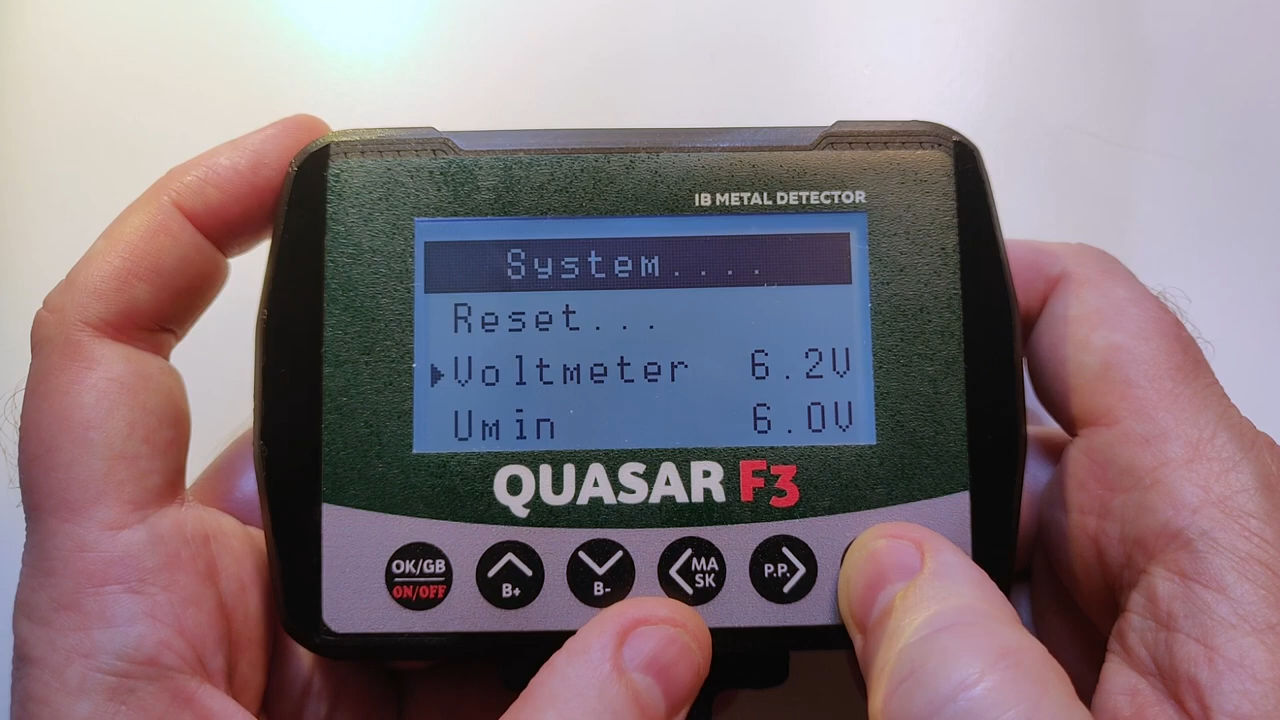 IB METAL DETECTOR
System....
Reset...
Voltmeter 6.2V
Umin 6.0V
QUASAR F3
OK/GB
ON/OFF
B+
B-
MA
SK
P.P.